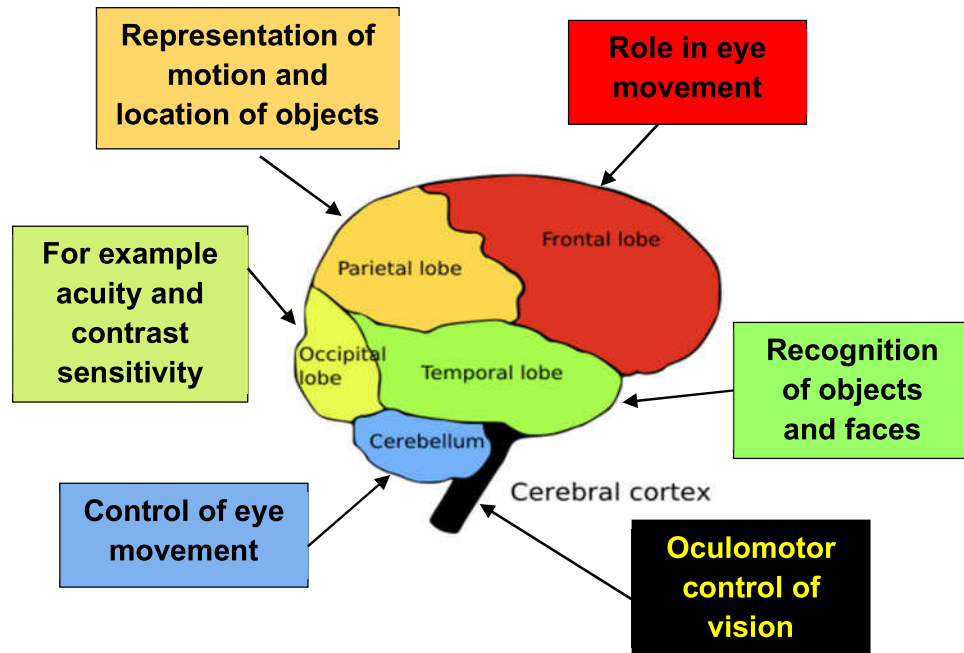 Representation of
motion and
location of objects
Role in eye
movement
For example
acuity and
contrast
sensitivity
Parietal lobe
Frontal lobe
Occipital
lobe
Temporal lobe
Recognition
of objects
and faces
Cerebellum
Cerebral cortex
Control of eye
movement
Oculomotor
control of
vision